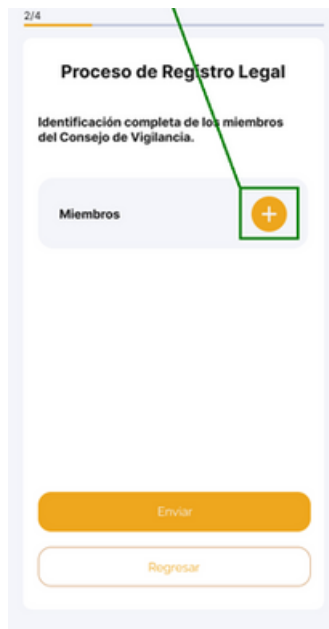 2/4
Proceso de Registro Legal
Identificación completa de los miembros
del Consejo de Vigilancia.
Miembros
Enviar
Regresar